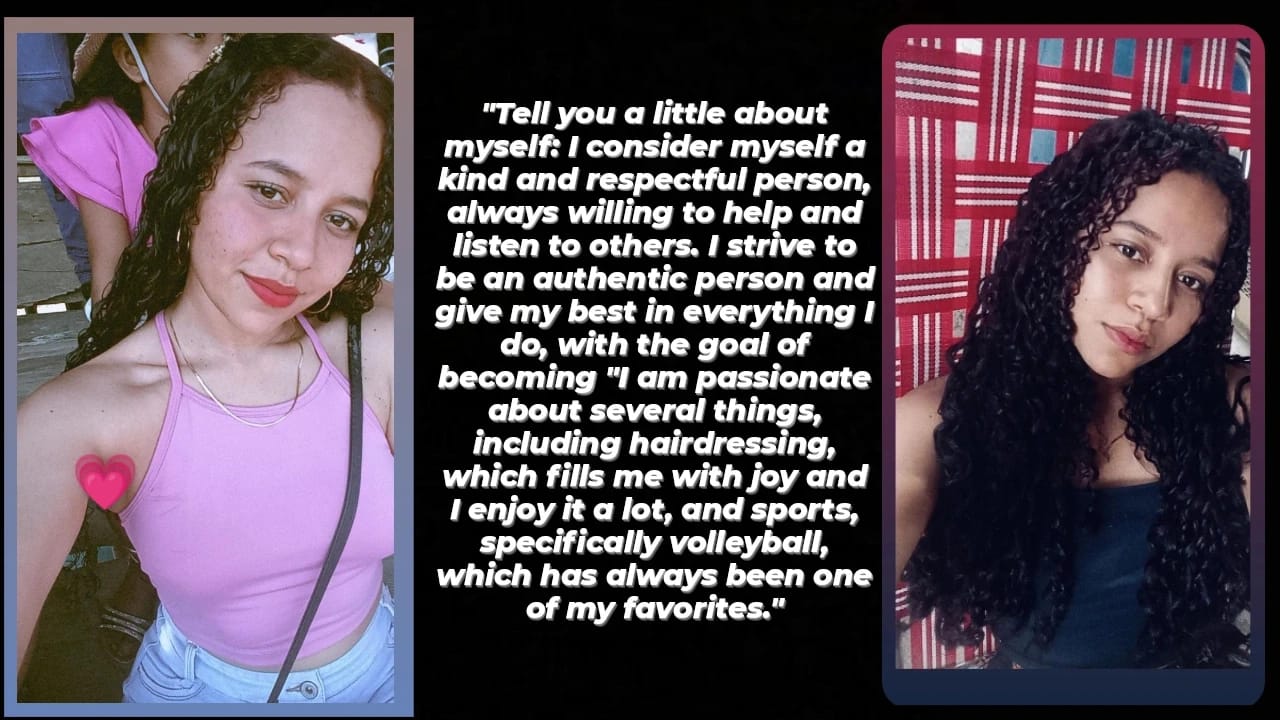 "Tell you a little about
myself: I consider myself a
kind and respectful person,
always willing to help and
listen to others. I strive to
be an authentic person and
give my best in everything I
do, with the goal of
becoming "I am passionate
about several things,
including hairdressing,
which fills me with joy and
I enjoy it a lot, and sports,
specifically volleyball,
which has always been one
of my favorites."